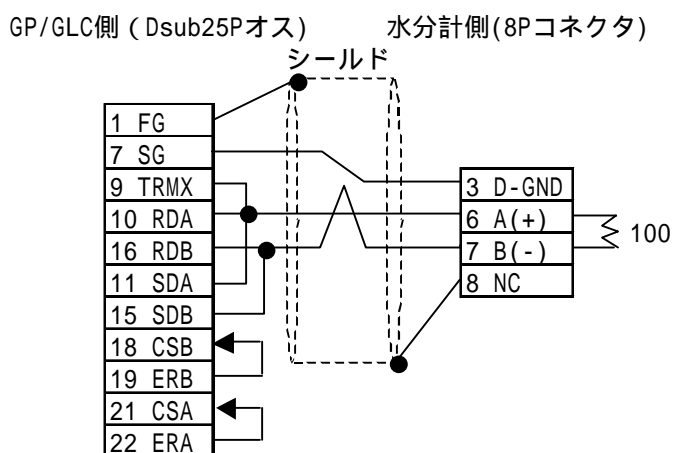 GP/GLC側（Dsub25Pオス)
水分計側(8Pコネクタ)
シールド
1 FG
7 SG
9 TRMX
10 RDA
16 RDB
11 SDA
15 SDB
18 CSB
19 ERB
21 CSA
22 ERA
3 D-GND
6 A(+)
7 B(-)
8 NC
100